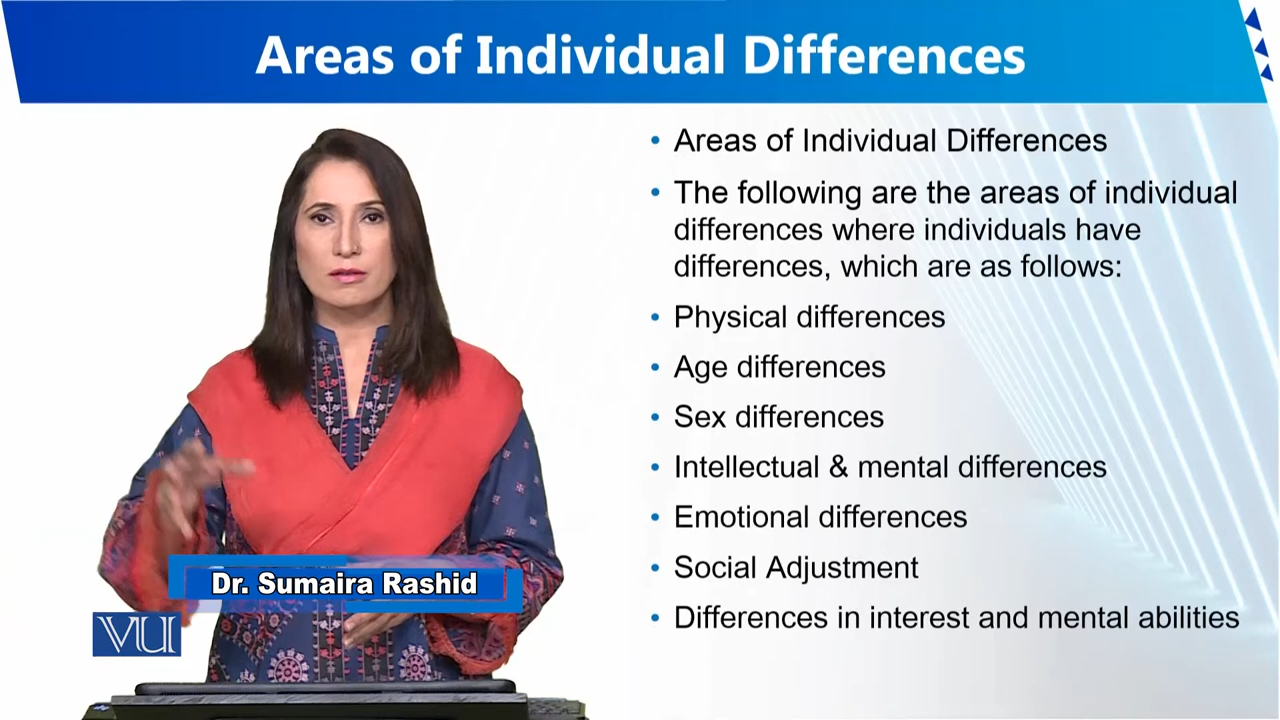 Areas of Individual Differences
• Areas of Individual Differences
• The following are the areas of individual
differences where individuals have
differences, which are as follows:
• Physical differences
• Age differences
• Sex differences
• Intellectual & mental differences
• Emotional differences
• Social Adjustment
• Differences in interest and mental abilities
Dr. Sumaira Rashid
VU